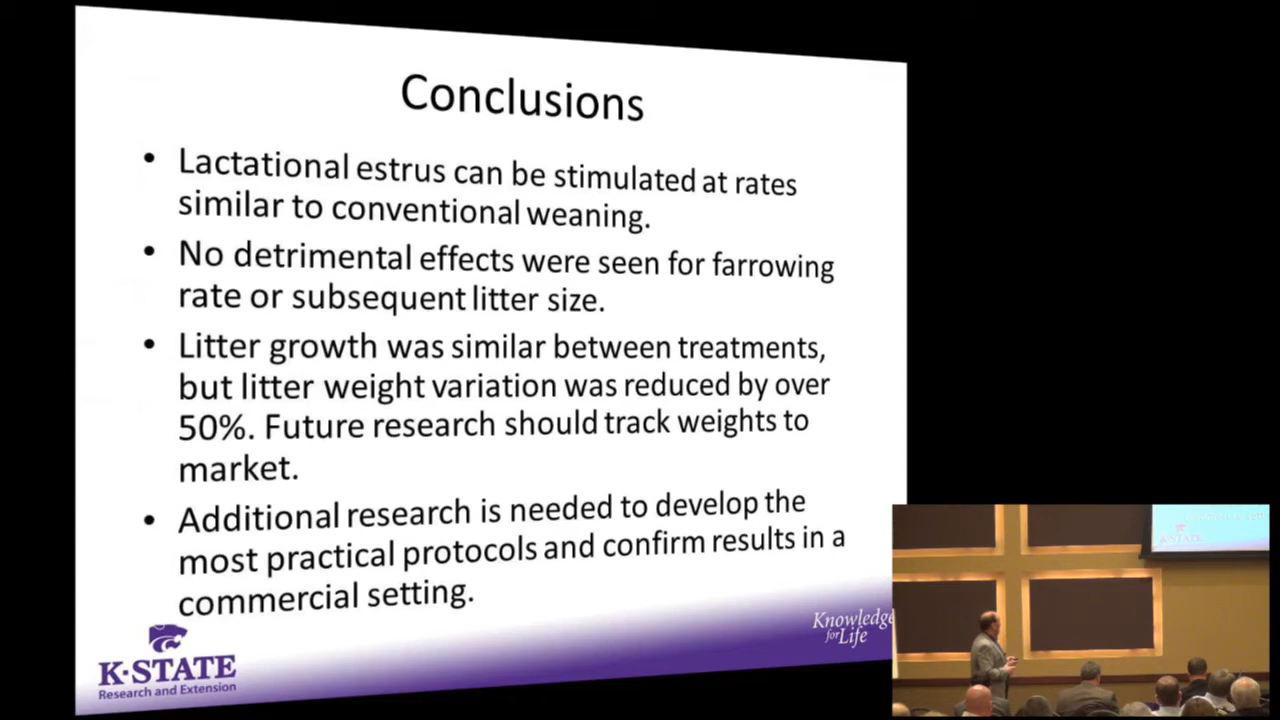 Conclusions
• Lactational estrus can be stimulated at rates
similar to conventional weaning.
• No detrimental effects were seen for farrowing
rate or subsequent litter size.
• Litter growth was similar between treatments,
but litter weight variation was reduced by over
50%. Future research should track weights to
market.
• Additional research is needed to develop the
most practical protocols and confirm results in a
commercial setting.
Knowledge
for Life
K-STATE
Research and Extension